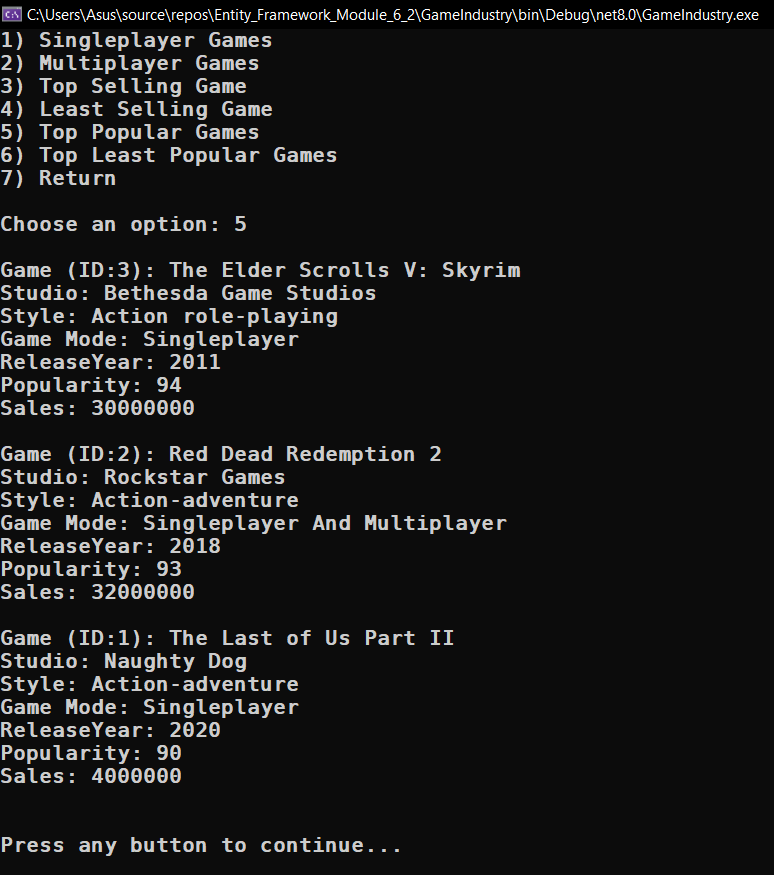 C:\Users\Asus\source\repos\Entity_Framework_Module_6_2\GameIndustry\bin\Debug\net8.0\GameIndustry.exe
1) Singleplayer Games
2) Multiplayer Games
3) Top Selling Game
4) Least Selling Game
5) Top Popular Games
6) Top Least Popular Games
7) Return
Choose an option: 5
Game (ID:3): The Elder Scrolls V: Skyrim
Studio: Bethesda Game Studios
Style: Action role-playing
Game Mode: Singleplayer
ReleaseYear: 2011
Popularity: 94
Sales: 30000000
Game (ID:2): Red Dead Redemption 2
Studio: Rockstar Games
Style: Action-adventure
Game Mode: Singleplayer And Multiplayer
ReleaseYear: 2018
Popularity: 93
Sales: 32000000
Game (ID:1): The Last of Us Part II
Studio: Naughty Dog
Style: Action-adventure
Game Mode: Singleplayer
ReleaseYear: 2020
Popularity: 90
Sales: 4000000
Press any button to continue...